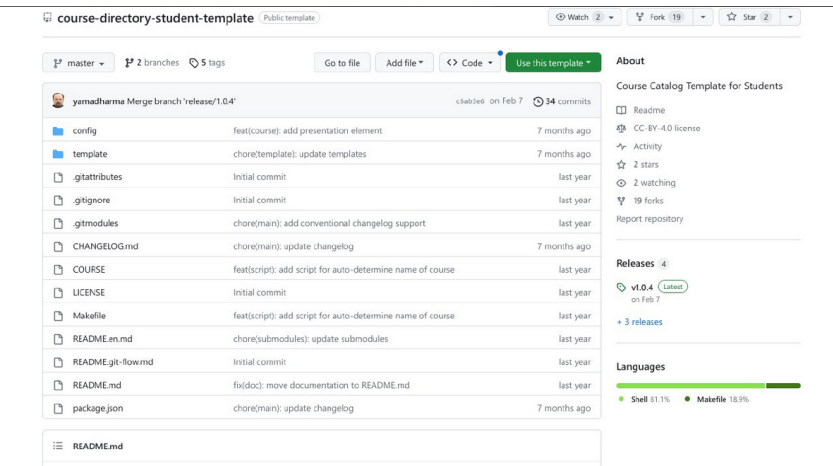 course-directory-student-template Public template Watch 2 Fork 19 Star 2
master 2 branches 5 tags Go to file Add file Code Use this template
yamadharma Merge branch 'release/1.0.4' c6ab3e6 on Feb 7 34 commits
config feat(course): add presentation element 7 months ago
template chore(template): update templates 7 months ago
.gitattributes Initial commit last year
.gitignore Initial commit last year
.gitmodules chore(main): add conventional changelog support last year
CHANGELOG.md chore(main): update changelog 7 months ago
COURSE feat(script): add script for auto-determine name of course last year
LICENSE Initial commit last year
Makefile feat(script): add script for auto-determine name of course last year
README.en.md chore(submodules): update submodules last year
README.git-flow.md Initial commit last year
README.md fix(doc): move documentation to README.md last year
package.json chore(main): update changelog 7 months ago
README.md
About
Course Catalog Template for Students
Readme
CC-BY-4.0 license
Activity
2 stars
2 watching
19 forks
Report repository
Releases 4
v1.0.4 Latest
on Feb 7
+ 3 releases
Languages
Shell 81.1% Makefile 18.9%